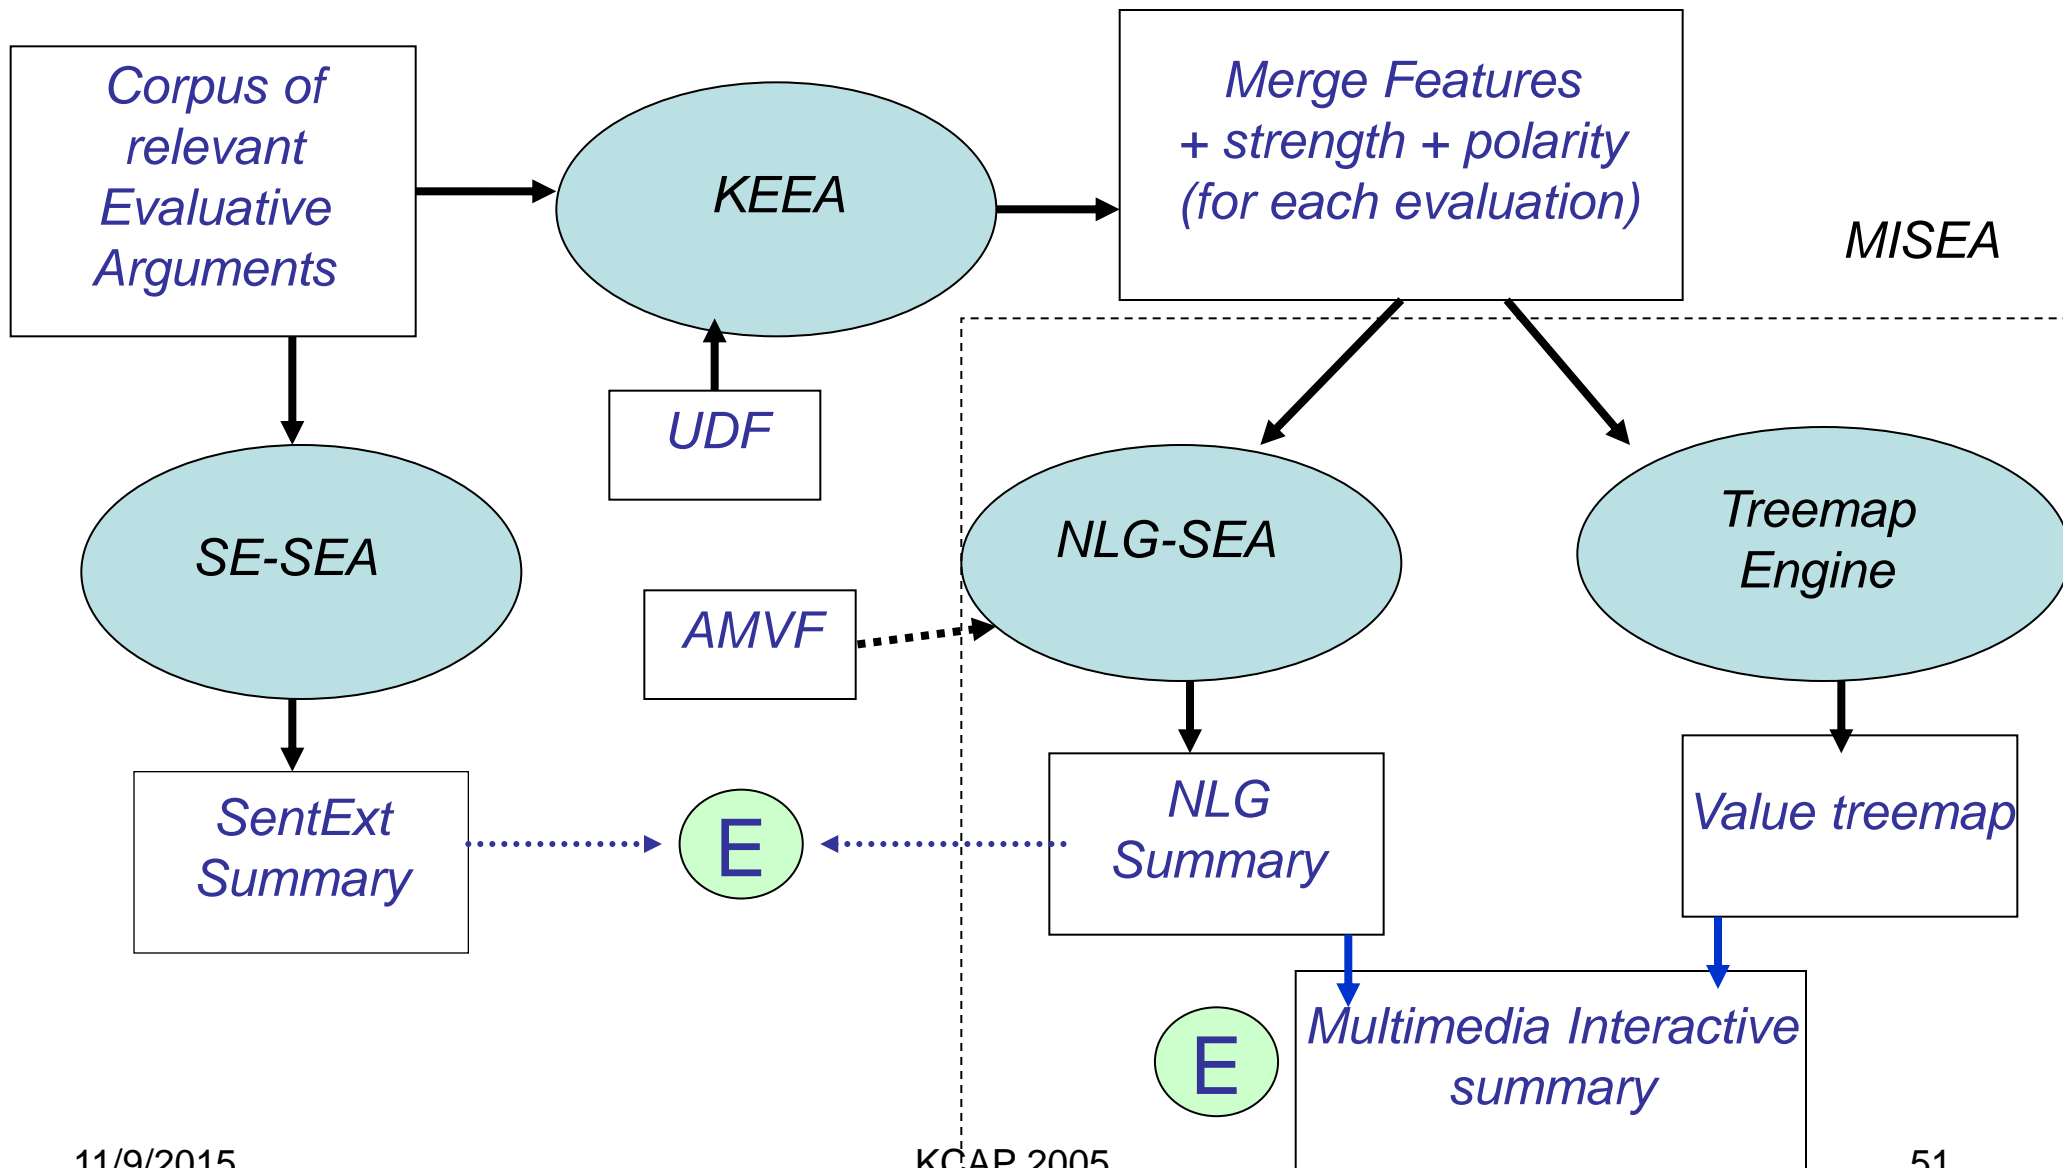 Corpus of
relevant
Evaluative
Arguments
KEEA
Merge Features
+ strength + polarity
(for each evaluation)
MISEA
UDF
SE-SEA
NLG-SEA
Treemap
Engine
AMVF
SentExt
Summary
E
NLG
Summary
Value treemap
E
Multimedia Interactive
summary
11/9/2015
KCAP 2005
51